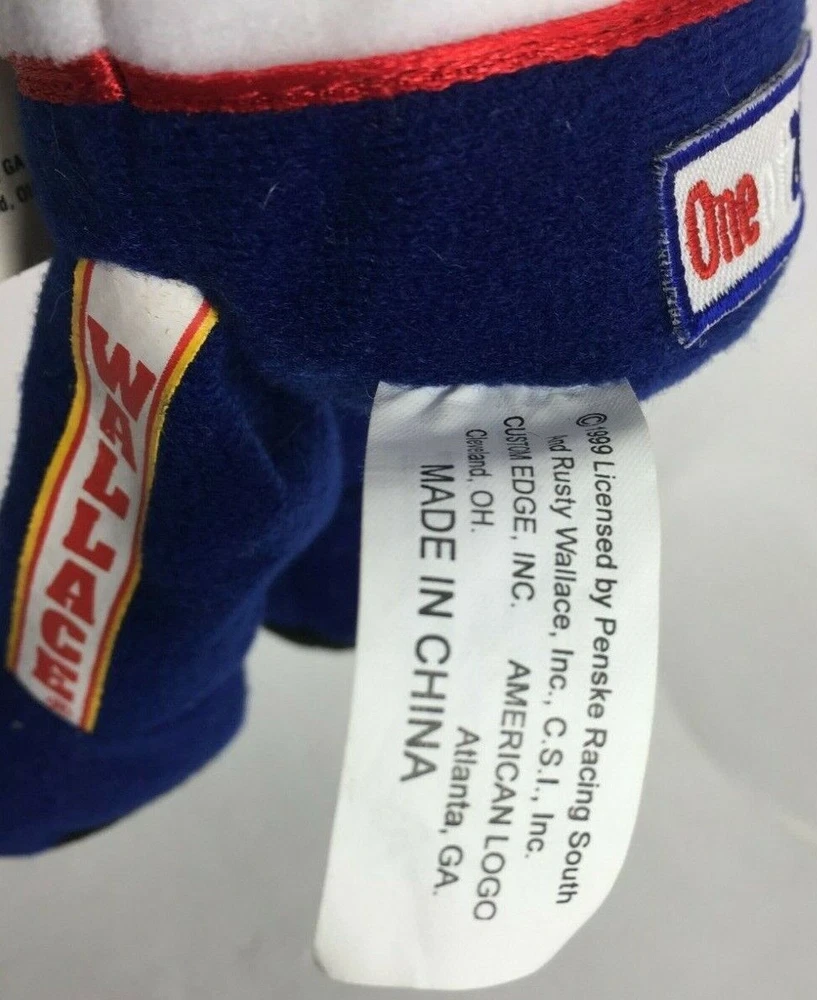 WALLACE
©1999 Licensed by Penske Racing South
And Rusty Wallace, Inc., C.S.I., Inc.
CUSTOM EDGE, INC. AMERICAN LOGO
Cleveland, OH. Atlanta, GA.
MADE IN CHINA
One
GA